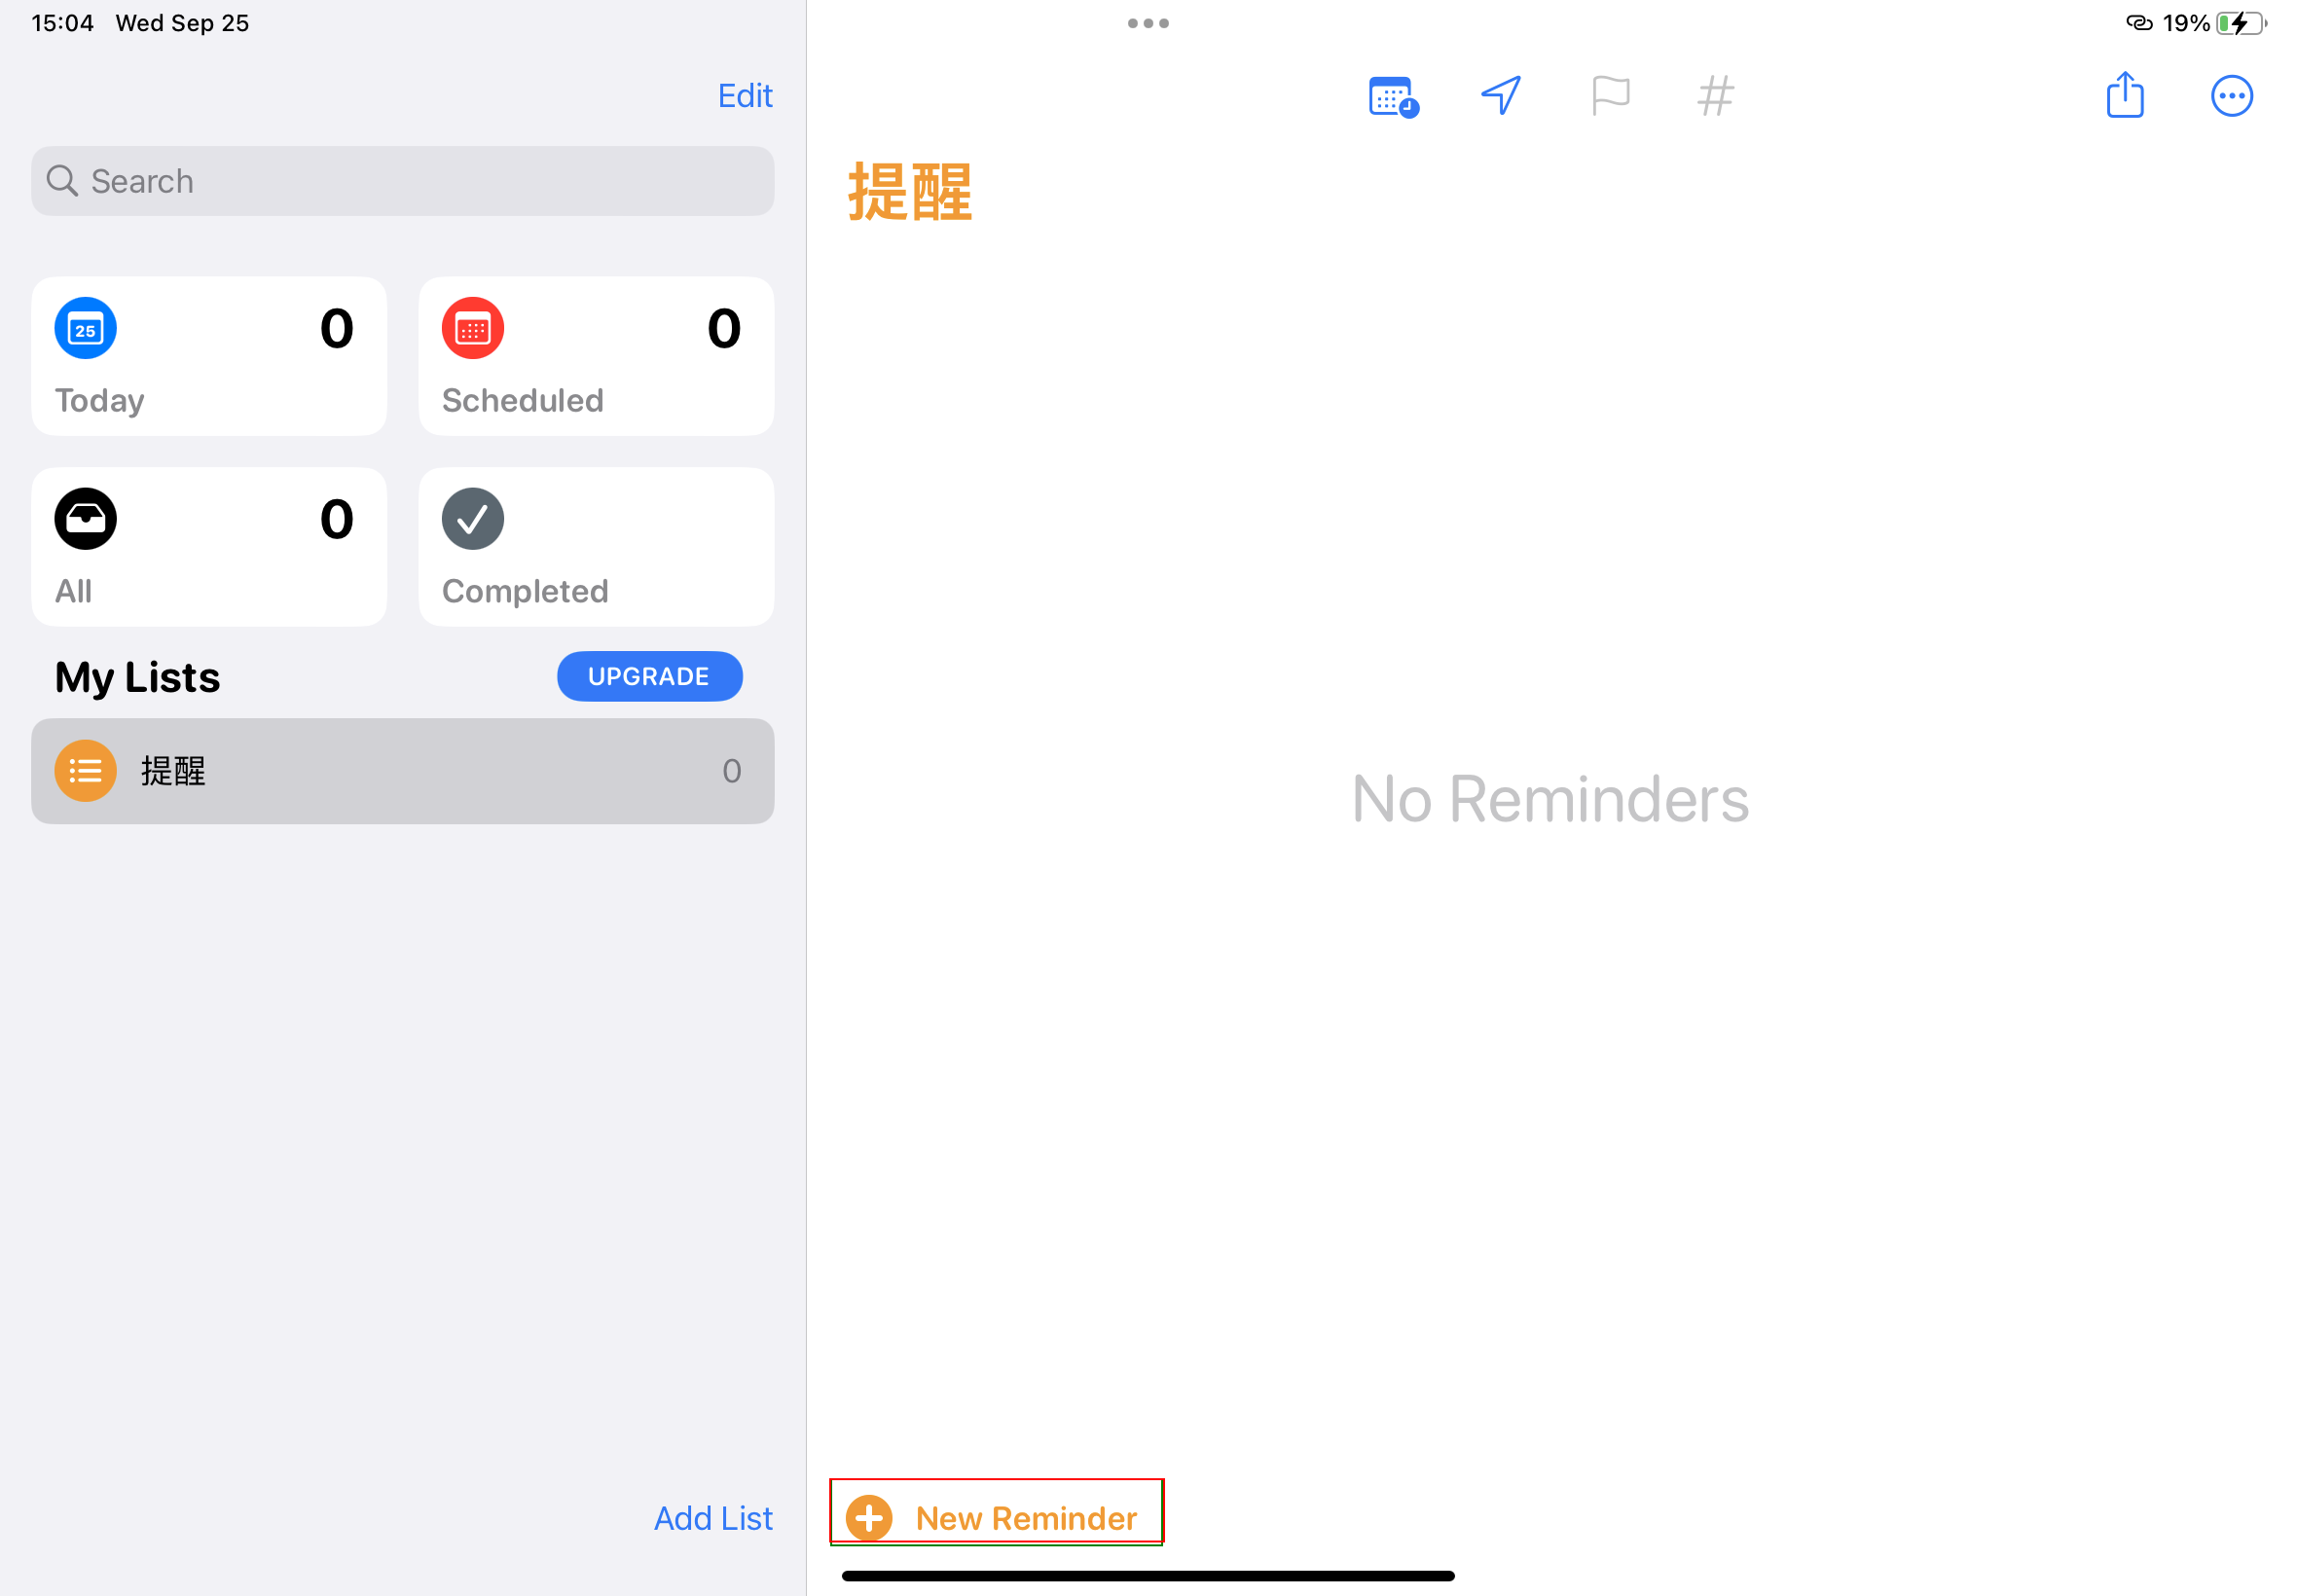 15:04 Wed Sep 25
19%
Edit
Search
25
0
Today
0
Scheduled
0
All
Completed
My Lists
UPGRADE
提醒
0
Add List
提醒
No Reminders
New Reminder